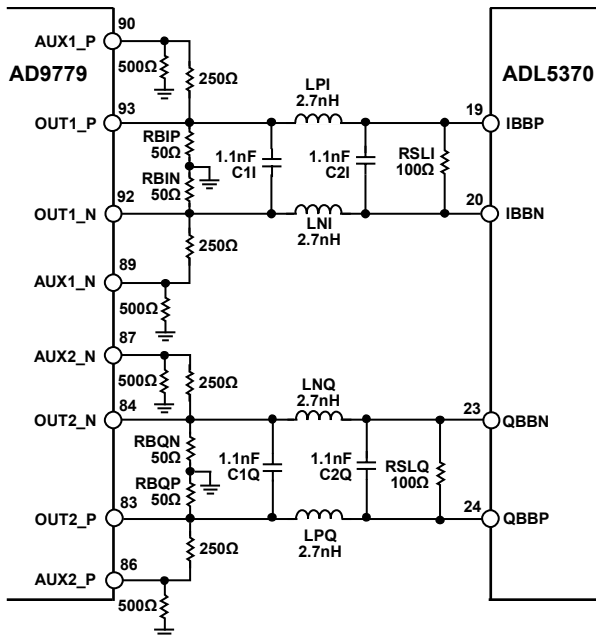 90
AUX1_P
AD9779
ADL5370
500Ω
250Ω
LPI
2.7nH
93
OUT1_P
19
IBBP
RBIP
50Ω
1.1nF
C1I
1.1nF
C2I
RSLI
100Ω
RBIN
50Ω
92
OUT1_N
20
IBBN
LNI
2.7nH
250Ω
89
AUX1_N
500Ω
87
AUX2_N
500Ω
250Ω
LNQ
2.7nH
84
OUT2_N
23
QBBN
RBQN
50Ω
1.1nF
C1Q
1.1nF
C2Q
RSLQ
100Ω
RBQP
50Ω
83
OUT2_P
24
QBBP
LPQ
2.7nH
250Ω
86
AUX2_P
500Ω